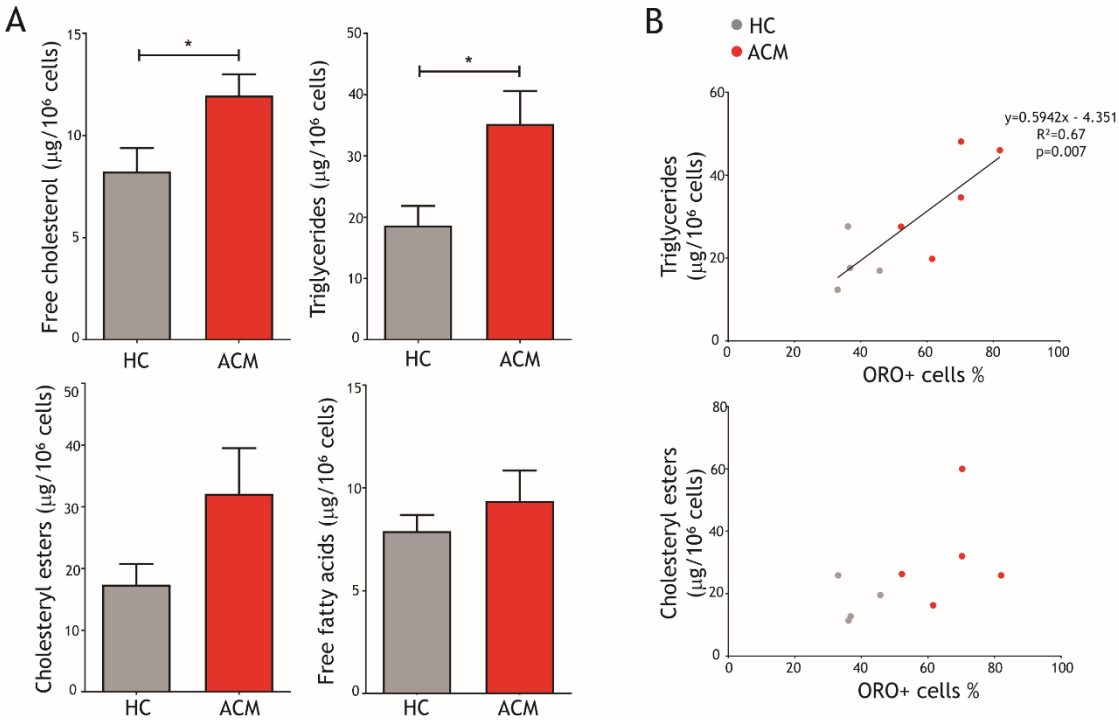 A
Free cholesterol (μg/10⁶ cells)
15
10
5
0
*
HC
ACM
Triglycerides (μg/10⁶ cells)
50
40
30
20
10
0
*
HC
ACM
Cholesteryl esters (μg/10⁶ cells)
50
40
30
20
10
0
HC
ACM
Free fatty acids (μg/10⁶ cells)
15
10
5
0
HC
ACM
B
HC
ACM
Triglycerides
(μg/10⁶ cells)
60
40
20
0
y=0.5942x - 4.351
R²=0.67
p=0.007
0 20 40 60 80 100
ORO+ cells %
Cholesteryl esters
(μg/10⁶ cells)
80
60
40
20
0
0 20 40 60 80 100
ORO+ cells %